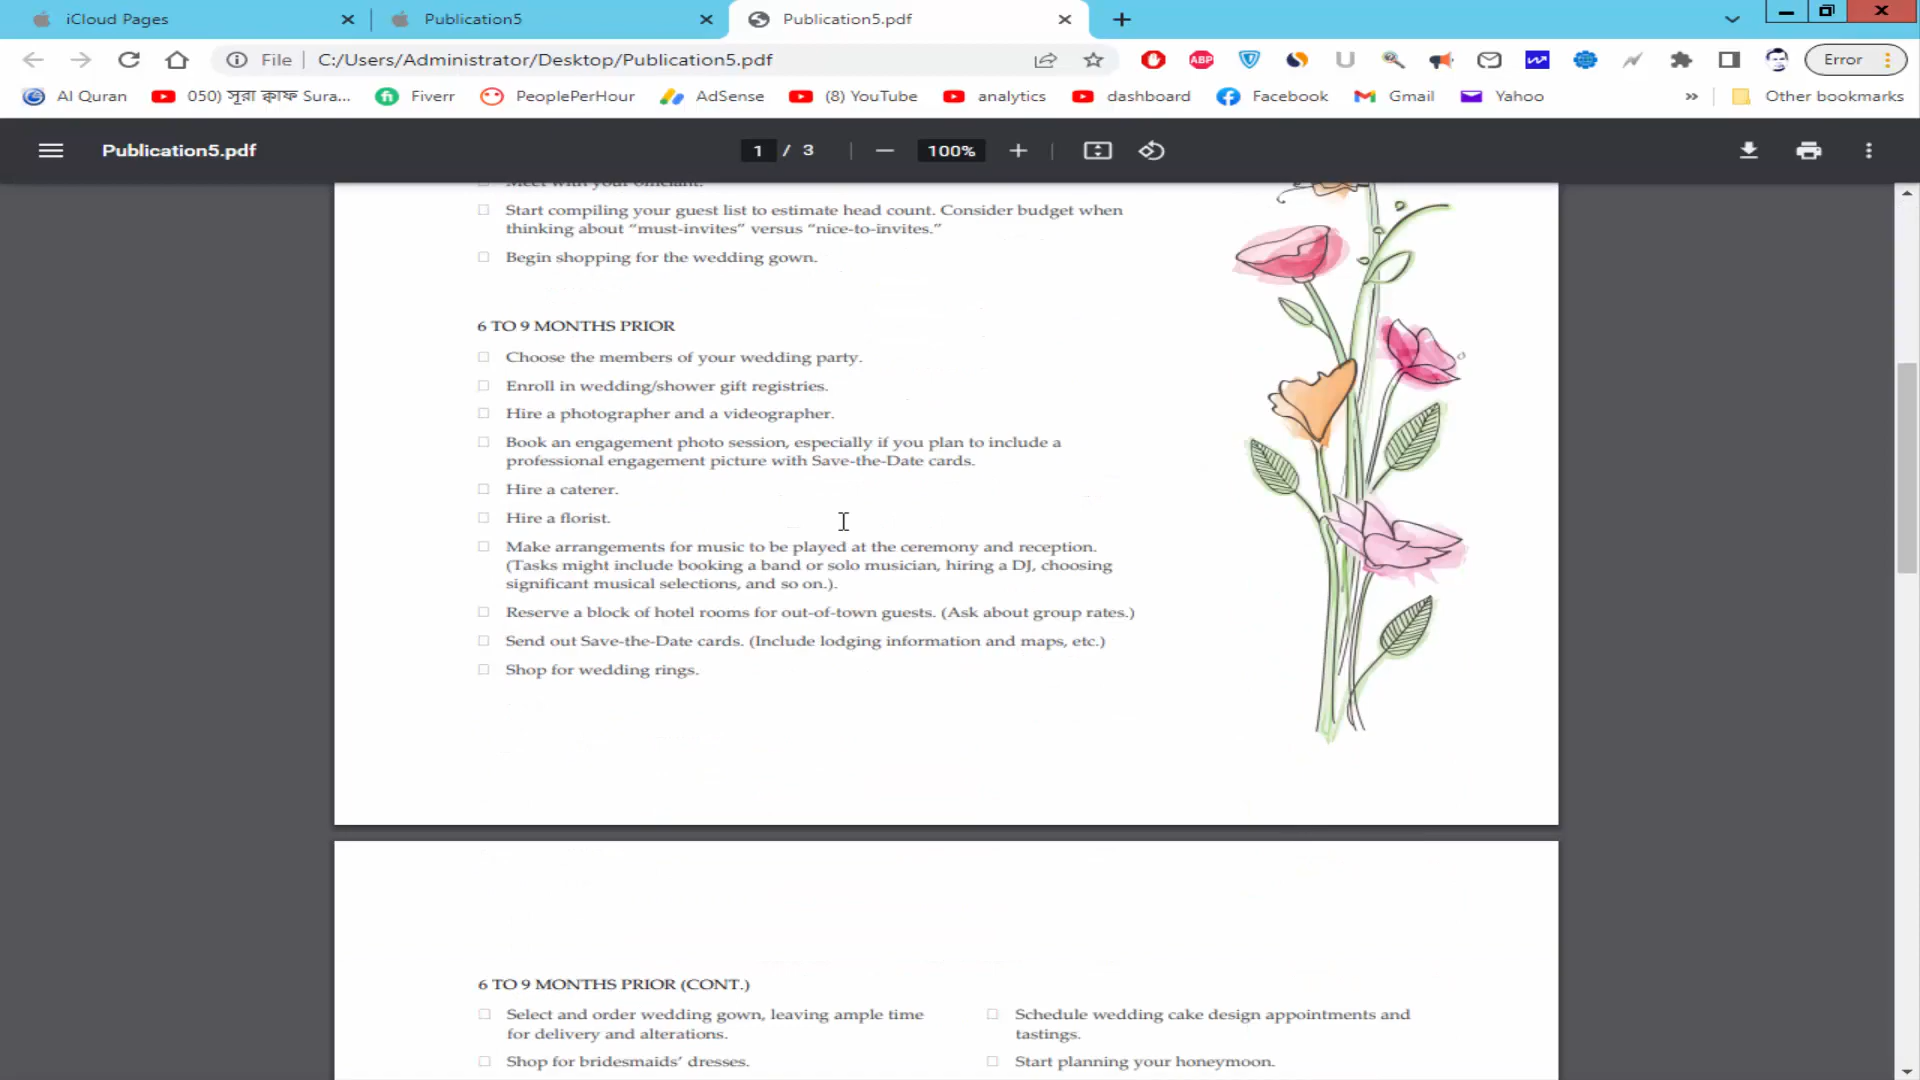 iCloud Pages
Publication5
Publication5.pdf
File C:/Users/Administrator/Desktop/Publication5.pdf
ABP
U
Error
Al Quran
050) সূরা ক্বাফ Sura...
fi Fiverr
PeoplePerHour
AdSense
(8) YouTube
analytics
dashboard
Facebook
Gmail
Yahoo
»
Other bookmarks
Publication5.pdf
1 / 3
100%
Meet with your officiant.
Start compiling your guest list to estimate head count. Consider budget when
thinking about “must-invites” versus “nice-to-invites.”
Begin shopping for the wedding gown.
6 TO 9 MONTHS PRIOR
Choose the members of your wedding party.
Enroll in wedding/shower gift registries.
Hire a photographer and a videographer.
Book an engagement photo session, especially if you plan to include a
professional engagement picture with Save-the-Date cards.
Hire a caterer.
Hire a florist.
Make arrangements for music to be played at the ceremony and reception.
(Tasks might include booking a band or solo musician, hiring a DJ, choosing
significant musical selections, and so on.).
Reserve a block of hotel rooms for out-of-town guests. (Ask about group rates.)
Send out Save-the-Date cards. (Include lodging information and maps, etc.)
Shop for wedding rings.
6 TO 9 MONTHS PRIOR (CONT.)
Select and order wedding gown, leaving ample time
for delivery and alterations.
Shop for bridesmaids’ dresses.
Schedule wedding cake design appointments and
tastings.
Start planning your honeymoon.